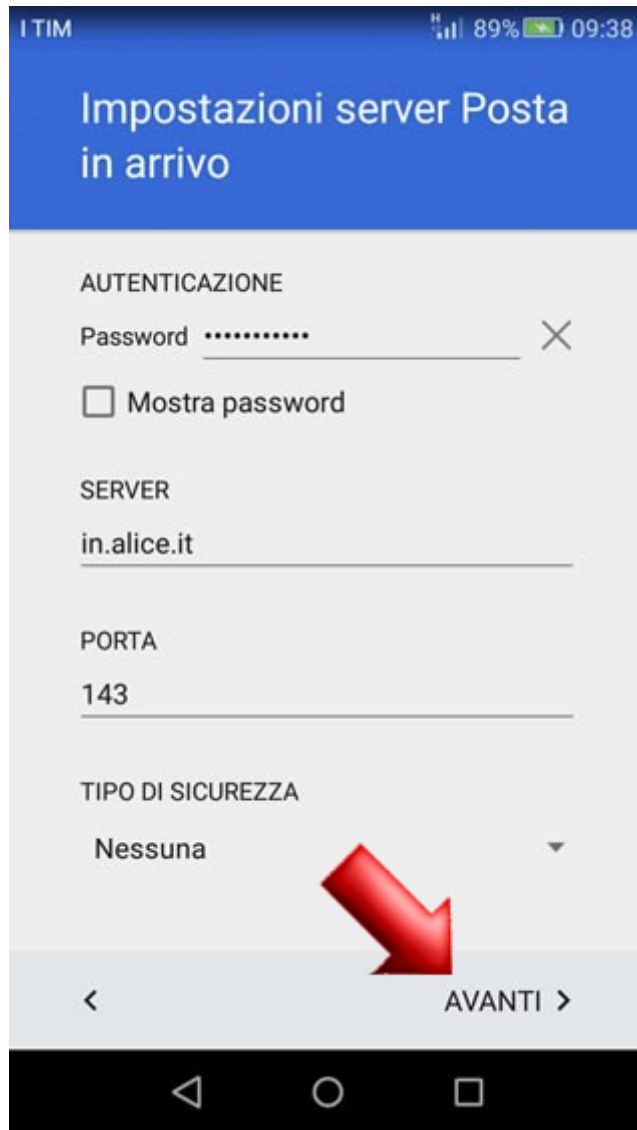 I TIM H 89% 09:38
Impostazioni server Posta
in arrivo
AUTENTICAZIONE
Password •••••••••••
Mostra password
SERVER
in.alice.it
PORTA
143
TIPO DI SICUREZZA
Nessuna
AVANTI